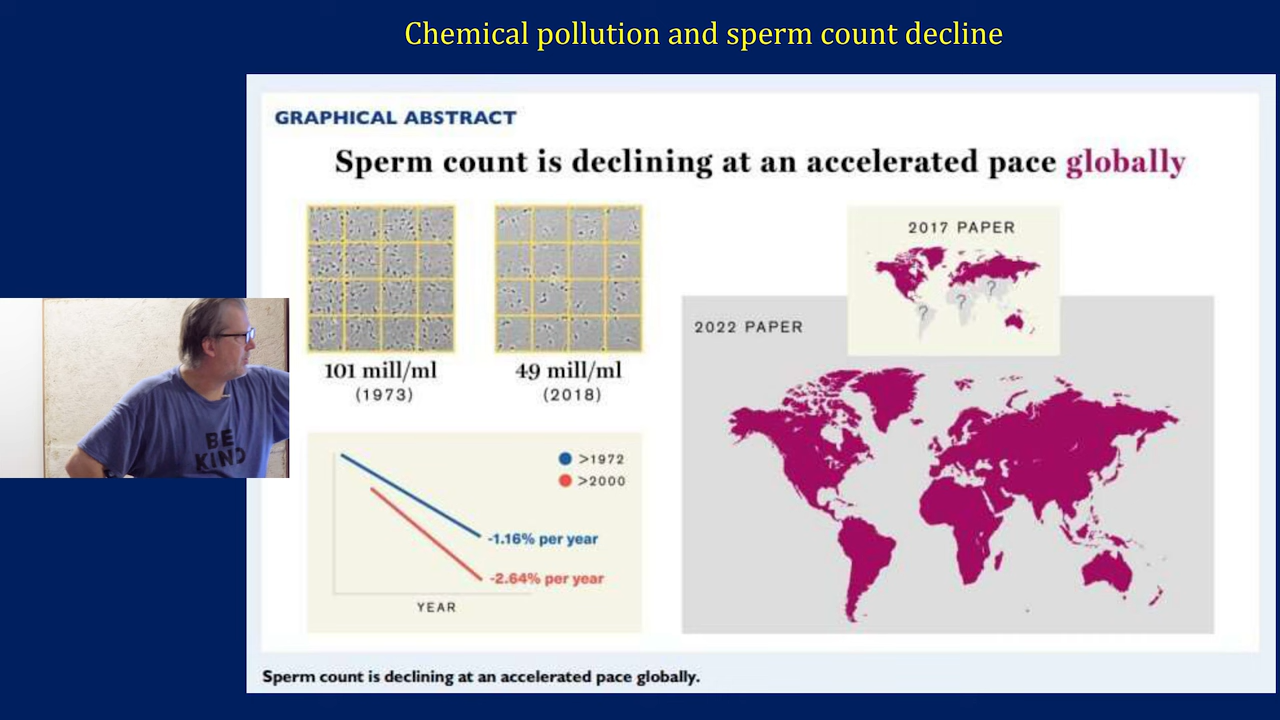 Chemical pollution and sperm count decline
GRAPHICAL ABSTRACT
Sperm count is declining at an accelerated pace globally
2017 PAPER
?
?
?
2022 PAPER
101 mill/ml
(1973)
49 mill/ml
(2018)
>1972
>2000
-1.16% per year
-2.64% per year
YEAR
BE
KIND
Sperm count is declining at an accelerated pace globally.